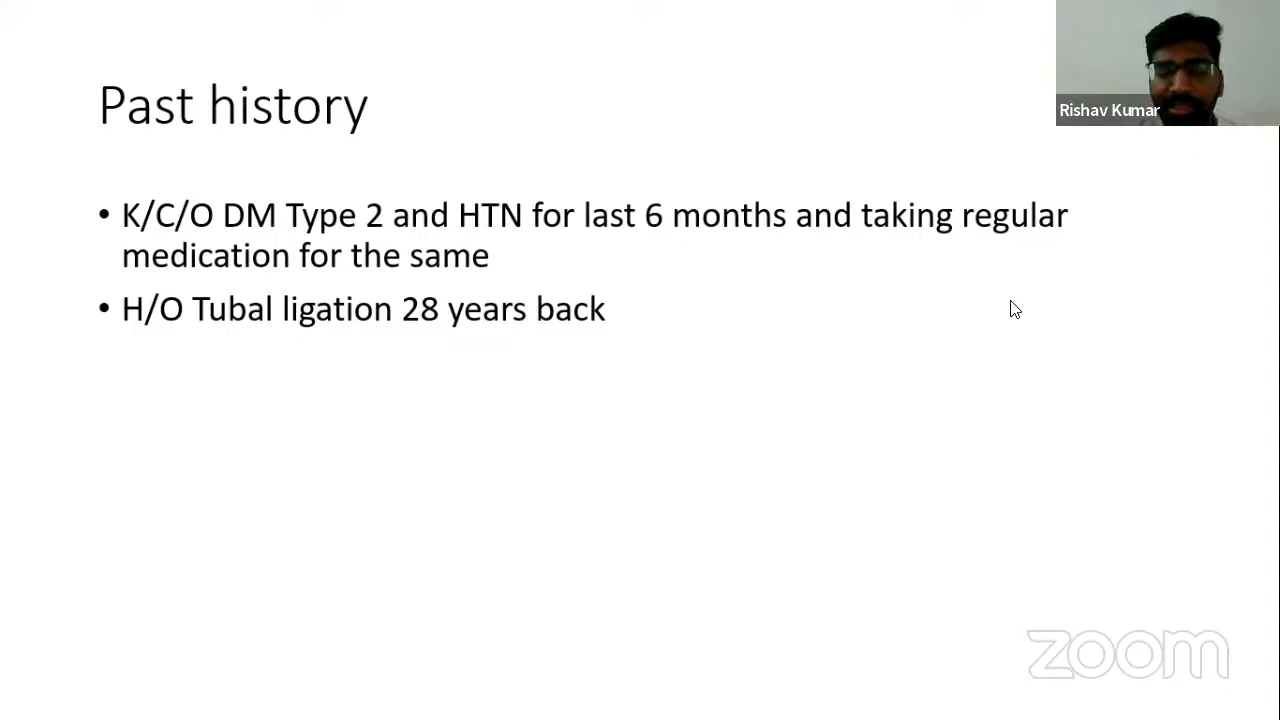 Past history
Rishav Kumar
• K/C/O DM Type 2 and HTN for last 6 months and taking regular
medication for the same
• H/O Tubal ligation 28 years back
zoom